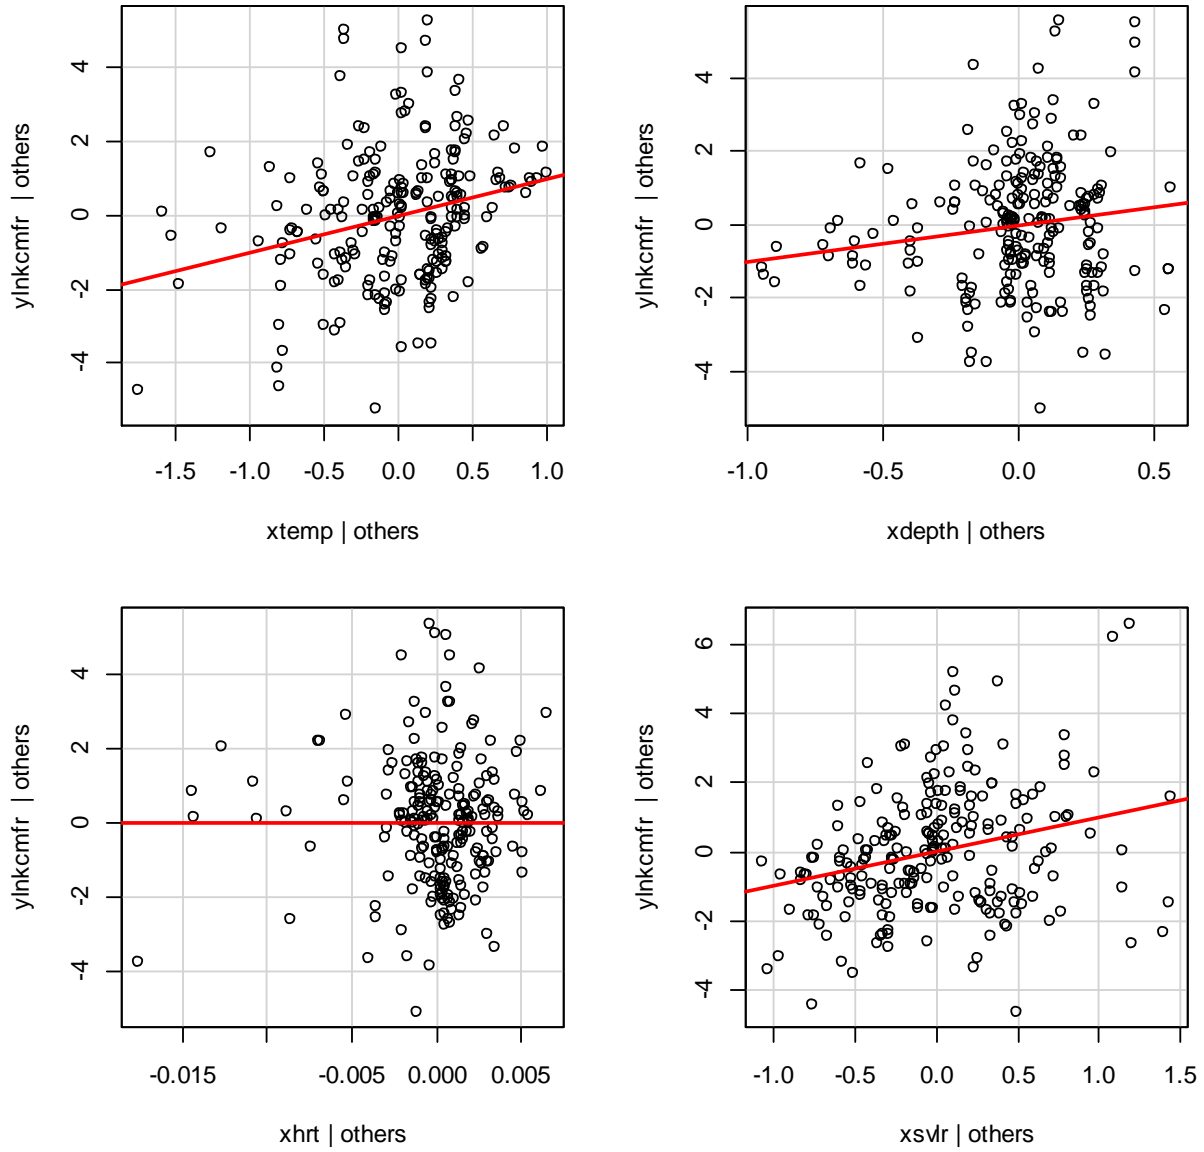 4
2
0
-2
-4
ylnkcmfr | others
-1.5 -1.0 -0.5 0.0 0.5 1.0
xtemp | others
4
2
0
-2
-4
ylnkcmfr | others
-1.0 -0.5 0.0 0.5
xdepth | others
4
2
0
-2
-4
ylnkcmfr | others
-0.015 -0.005 0.000 0.005
xhrt | others
6
4
2
0
-2
-4
ylnkcmfr | others
-1.0 -0.5 0.0 0.5 1.0 1.5
xsvlr | others